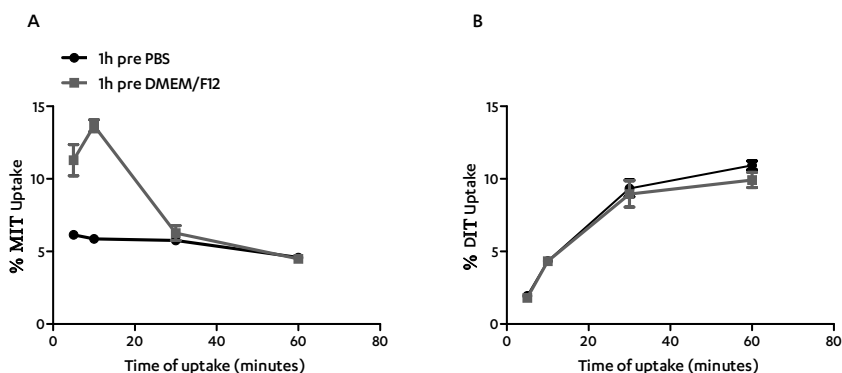 A
1h pre PBS
1h pre DMEM/F12
% MIT Uptake
15
10
5
0
0 20 40 60 80
Time of uptake (minutes)
B
% DIT Uptake
15
10
5
0
0 20 40 60 80
Time of uptake (minutes)